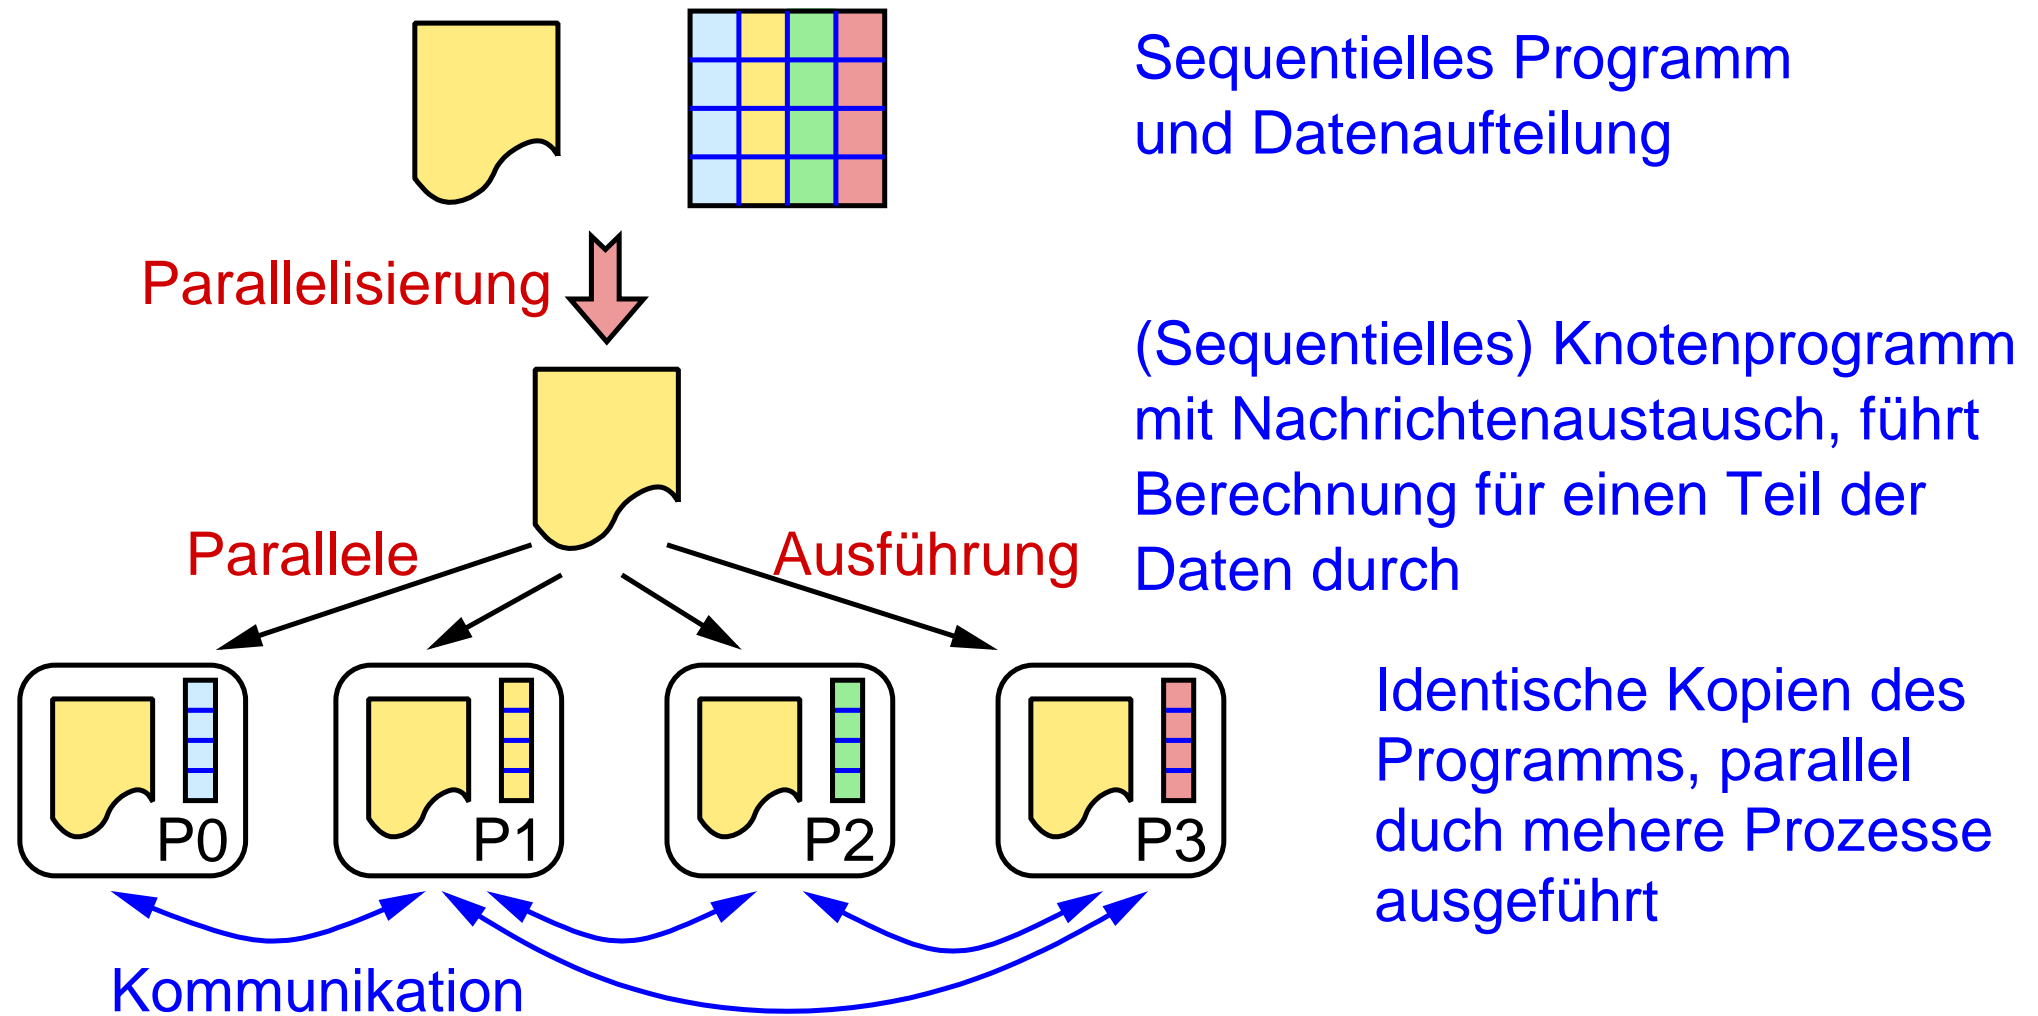 Sequentielles Programm
und Datenaufteilung
Parallelisierung
(Sequentielles) Knotenprogramm
mit Nachrichtenaustausch, führt
Berechnung für einen Teil der
Daten durch
Parallele Ausführung
P0 P1 P2 P3
Identische Kopien des
Programms, parallel
duch mehere Prozesse
ausgeführt
Kommunikation